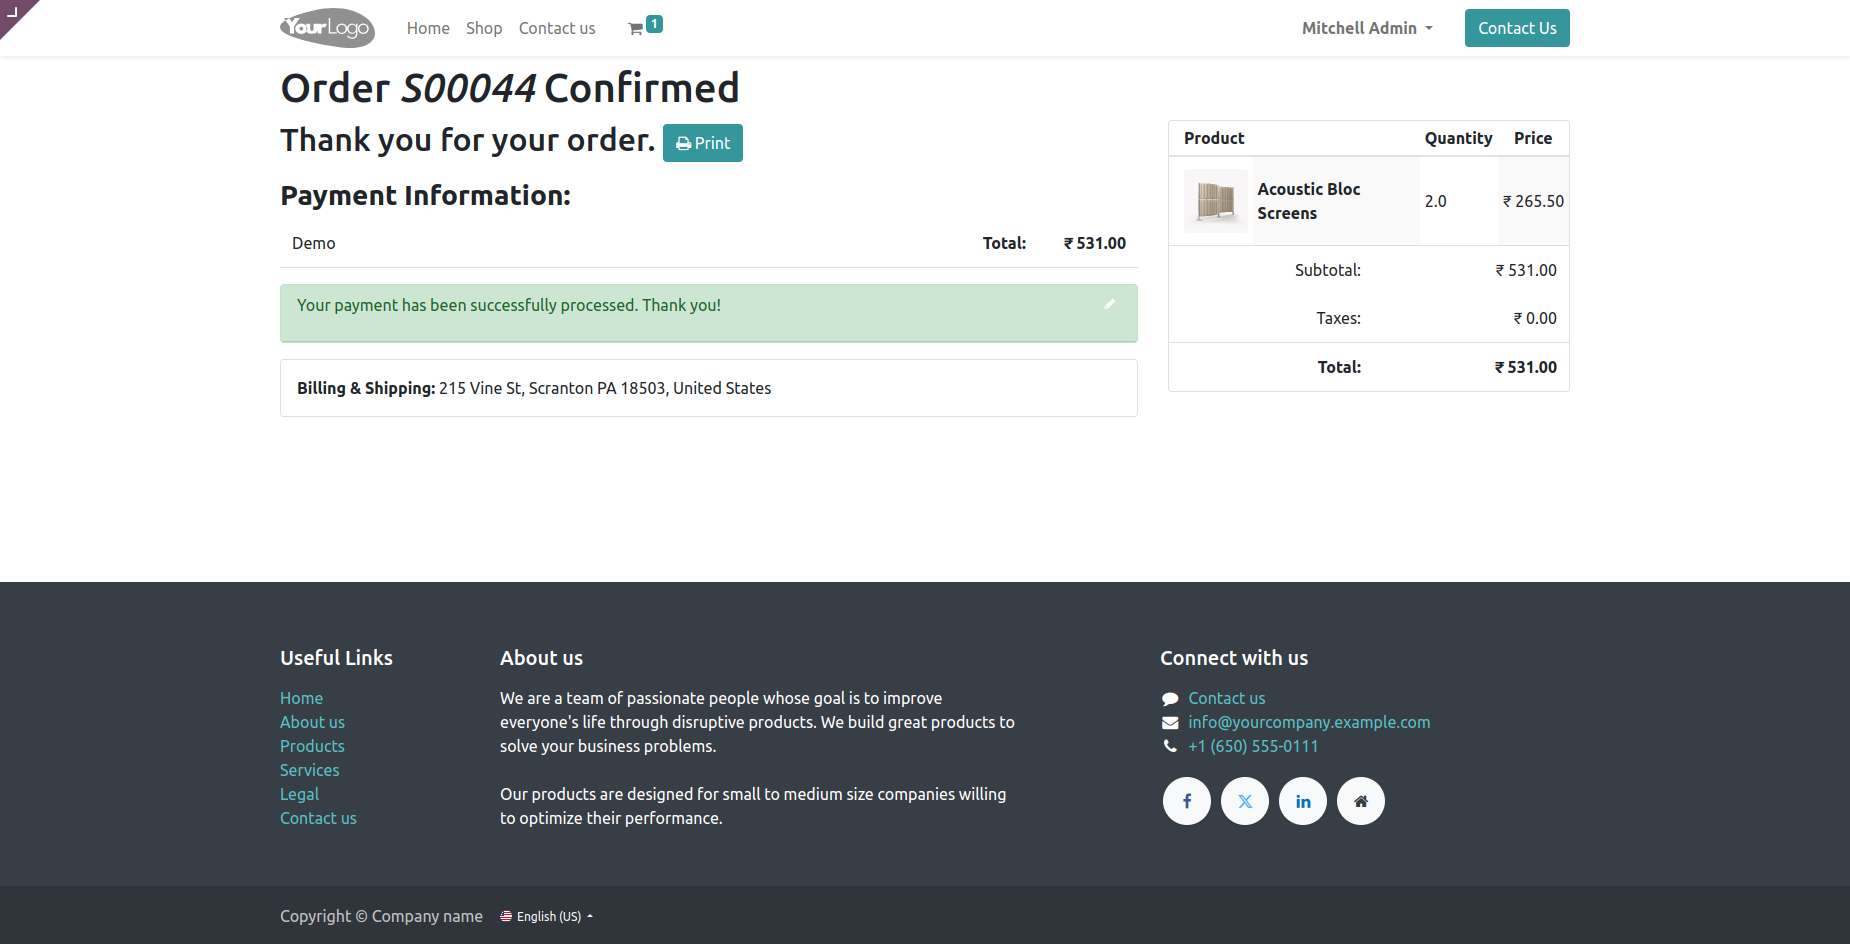 YourLogo
Home Shop Contact us 1
Mitchell Admin
Contact Us
Order S00044 Confirmed
Thank you for your order. Print
Payment Information:
Demo Total: ₹ 531.00
Your payment has been successfully processed. Thank you!
Billing & Shipping: 215 Vine St, Scranton PA 18503, United States
Product Quantity Price
Acoustic Bloc
Screens
2.0 ₹ 265.50
Subtotal: ₹ 531.00
Taxes: ₹ 0.00
Total: ₹ 531.00
Useful Links
Home
About us
Products
Services
Legal
Contact us
About us
We are a team of passionate people whose goal is to improve
everyone's life through disruptive products. We build great products to
solve your business problems.
Our products are designed for small to medium size companies willing
to optimize their performance.
Connect with us
Contact us
info@yourcompany.example.com
+1 (650) 555-0111
Copyright © Company name English (US)